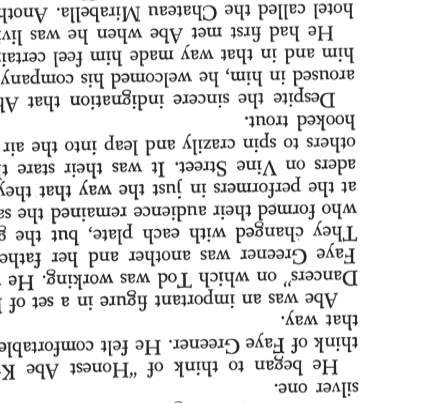 silver one.
He began to think of “Honest Abe K
think of Faye Greener. He felt comfortable
that way.
Abe was an important figure in a set of
Dancers” on which Tod was working. He
Faye Greener was another and her fathe
They changed with each plate, but the g
who formed their audience remained the sa
at the performers in just the way that they
aders on Vine Street. It was their stare t
others to spin crazily and leap into the air
hooked trout.
Despite the sincere indignation that Ab
aroused in him, he welcomed his company
him and in that way made him feel certai
He had first met Abe when he was livi
hotel called the Chateau Mirabella. Anoth